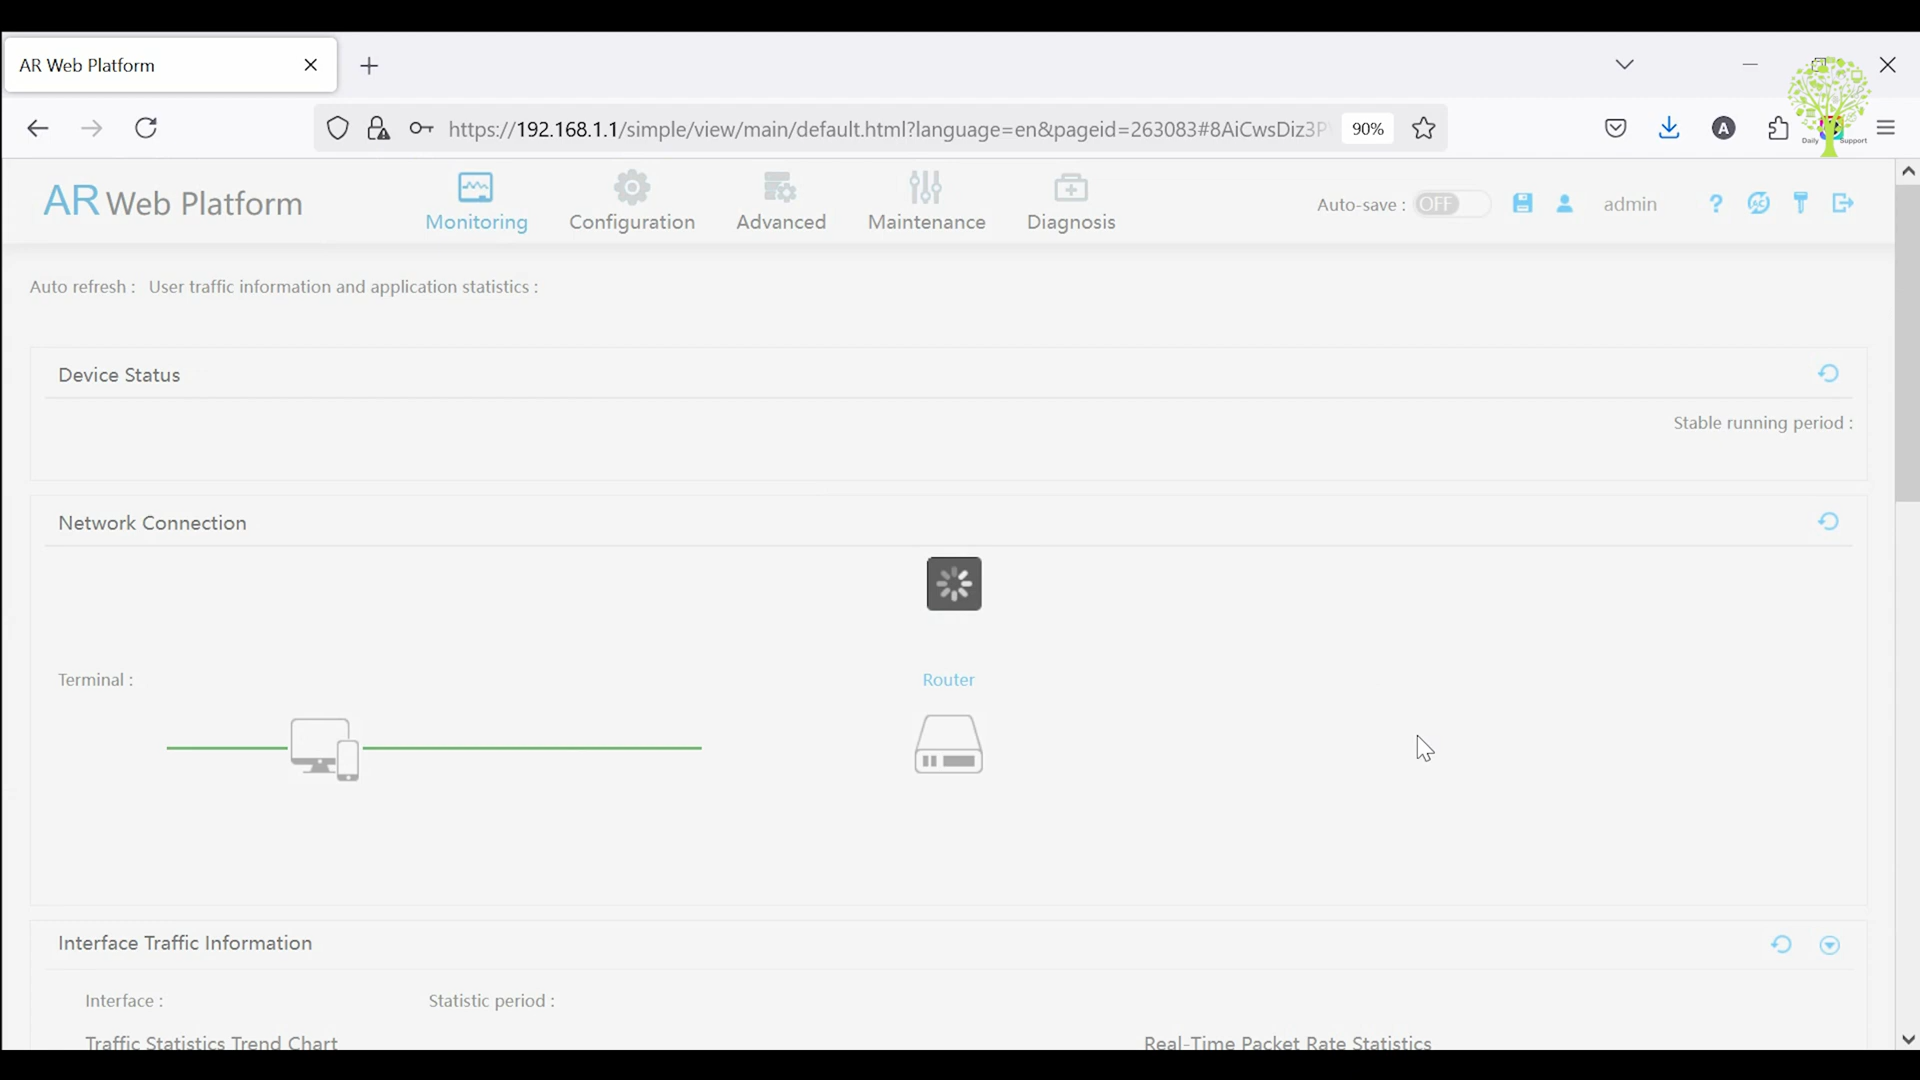 AR Web Platform
https://192.168.1.1/simple/view/main/default.html?language=en&pageid=263083#8AiCwsDiz3P
90%
A
Daily Support
AR Web Platform
Monitoring
Configuration
Advanced
Maintenance
Diagnosis
Auto-save : OFF
admin
?
Auto refresh : User traffic information and application statistics :
Device Status
Stable running period :
Network Connection
Terminal :
Router
Interface Traffic Information
Interface :
Statistic period :
Traffic Statistics Trend Chart
Real-Time Packet Rate Statistics